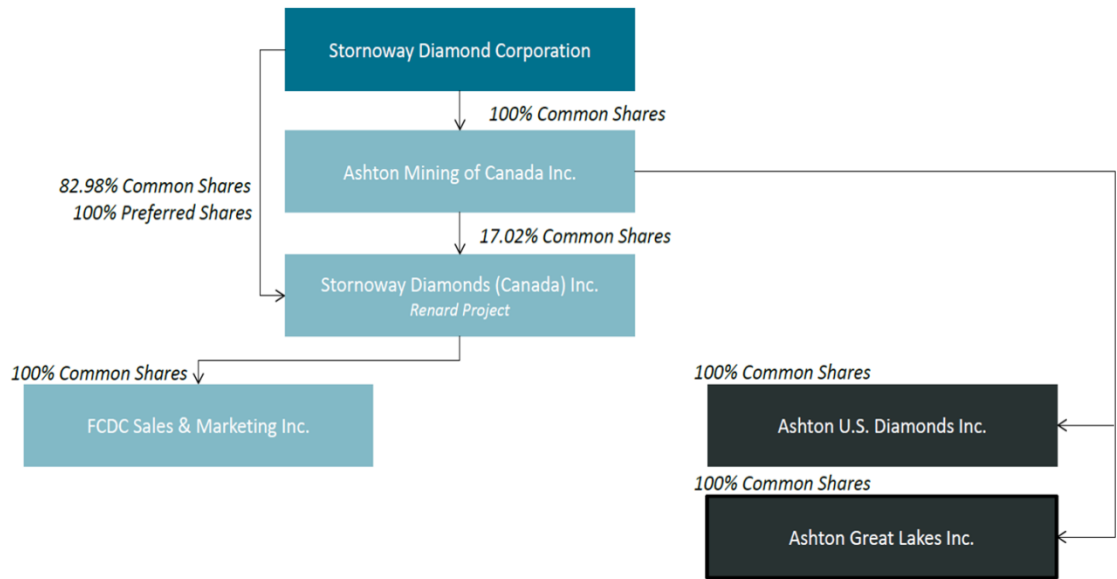 Stornoway Diamond Corporation
100% Common Shares
Ashton Mining of Canada Inc.
82.98% Common Shares
100% Preferred Shares
17.02% Common Shares
Stornoway Diamonds (Canada) Inc.
Renard Project
100% Common Shares
FCDC Sales & Marketing Inc.
100% Common Shares
Ashton U.S. Diamonds Inc.
100% Common Shares
Ashton Great Lakes Inc.